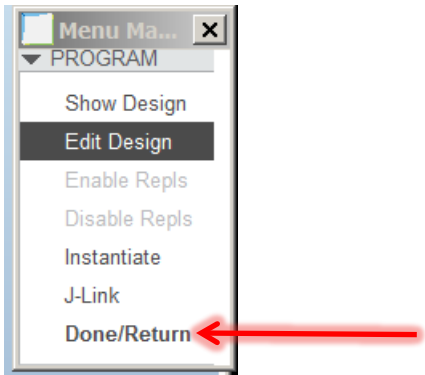 Menu Ma...
PROGRAM
Show Design
Edit Design
Enable Repls
Disable Repls
Instantiate
J-Link
Done/Return